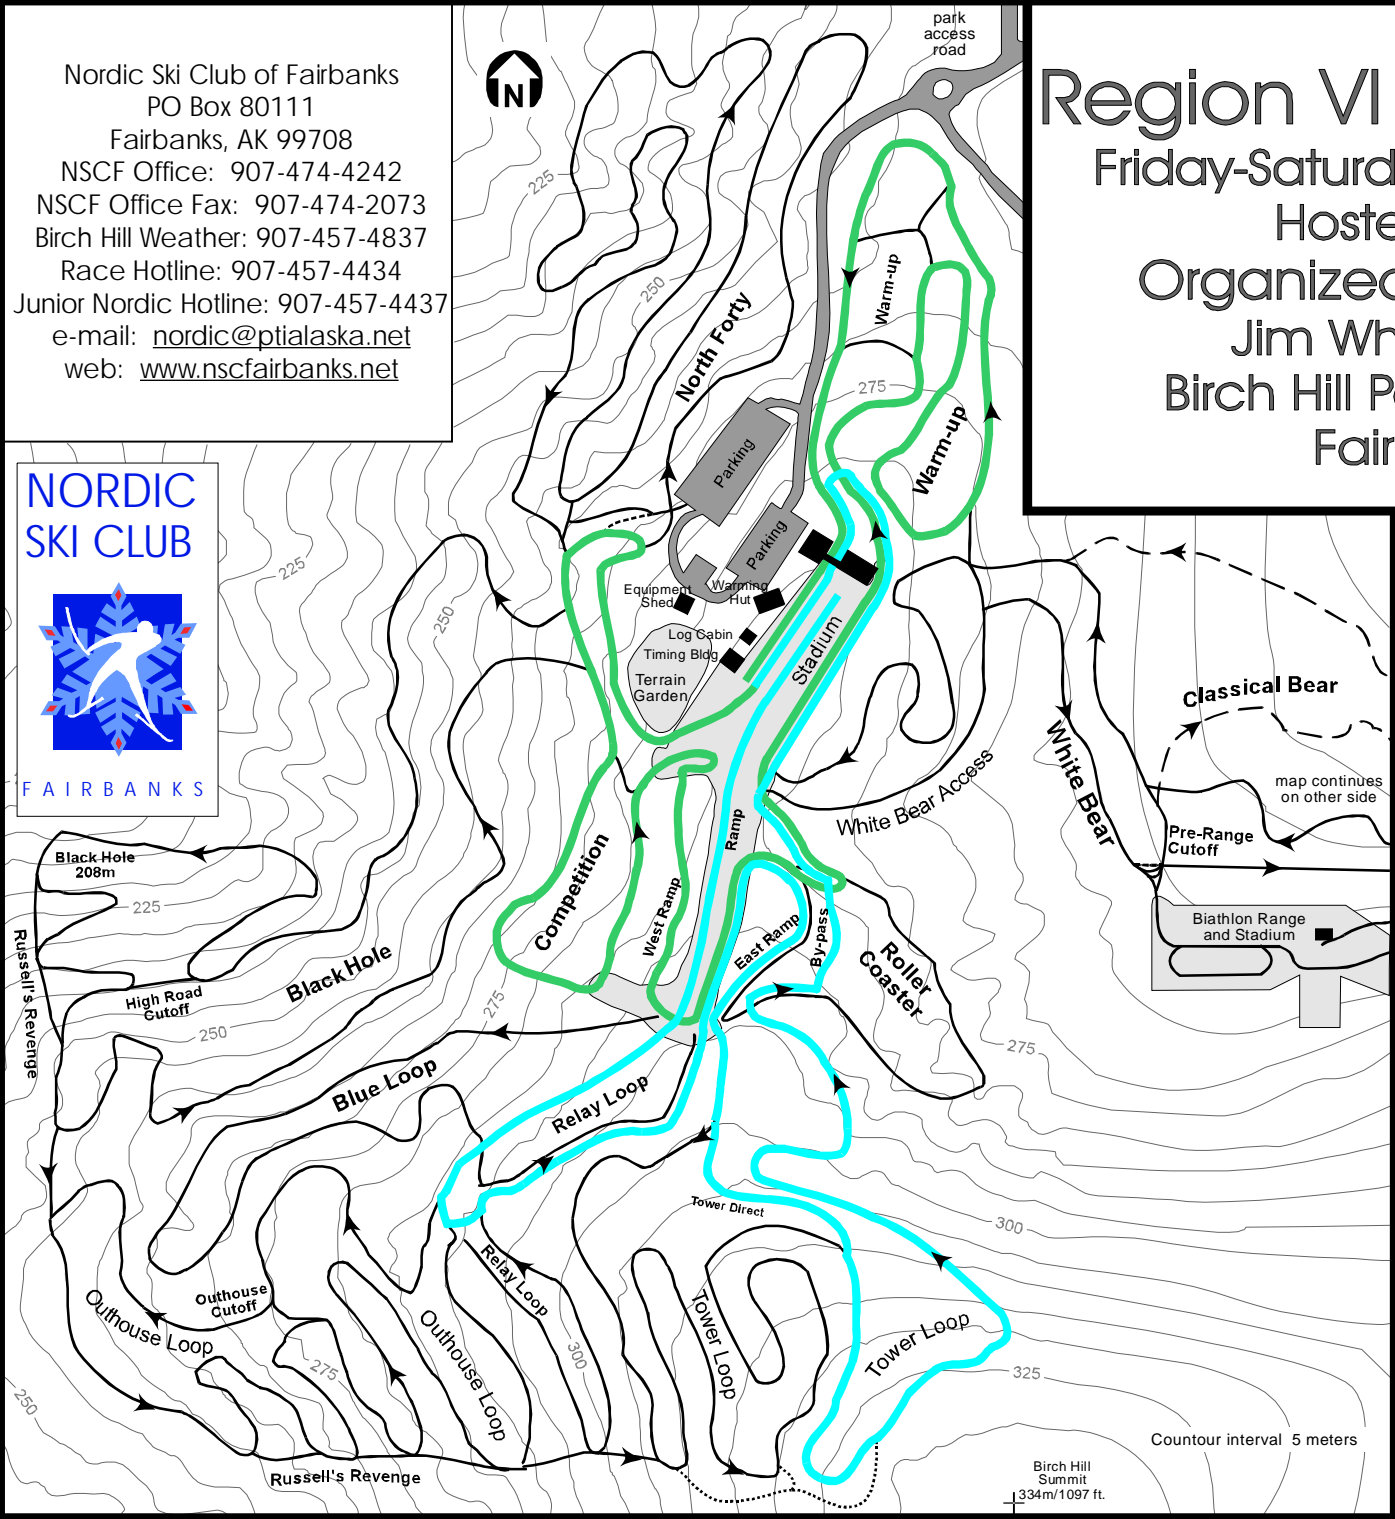 Nordic Ski Club of Fairbanks
PO Box 80111
Fairbanks, AK 99708
NSCF Office: 907-474-4242
NSCF Office Fax: 907-474-2073
Birch Hill Weather: 907-457-4837
Race Hotline: 907-457-4434
Junior Nordic Hotline: 907-457-4437
e-mail: nordic@ptialaska.net
web: www.nscfairbanks.net
N
park
access
road
Region VI
Friday-Saturd
Hoste
Organized
Jim Wh
Birch Hill Pa
Fair
NORDIC
SKI CLUB
FAIRBANKS
225
250
North Forty
Warm-up
275
Warm-up
Parking
Parking
Equipment
Shed
Warming
Hut
Log Cabin
Timing Bldg
Terrain
Garden
Stadium
225
250
Classical Bear
White Bear
White Bear Access
map continues
on other side
Pre-Range
Cutoff
Biathlon Range
and Stadium
Ramp
Competition
West Ramp
East Ramp
By-pass
Roller
Coaster
Black Hole
208m
225
Russell's Revenge
Black Hole
High Road
Cutoff
250
275
275
Blue Loop
Relay Loop
Tower Direct
300
Relay Loop
Outhouse
Cutoff
Outhouse Loop
Outhouse Loop
275
300
Tower Loop
Tower Loop
325
250
Russell's Revenge
Countour interval 5 meters
Birch Hill
Summit
334m/1097 ft.